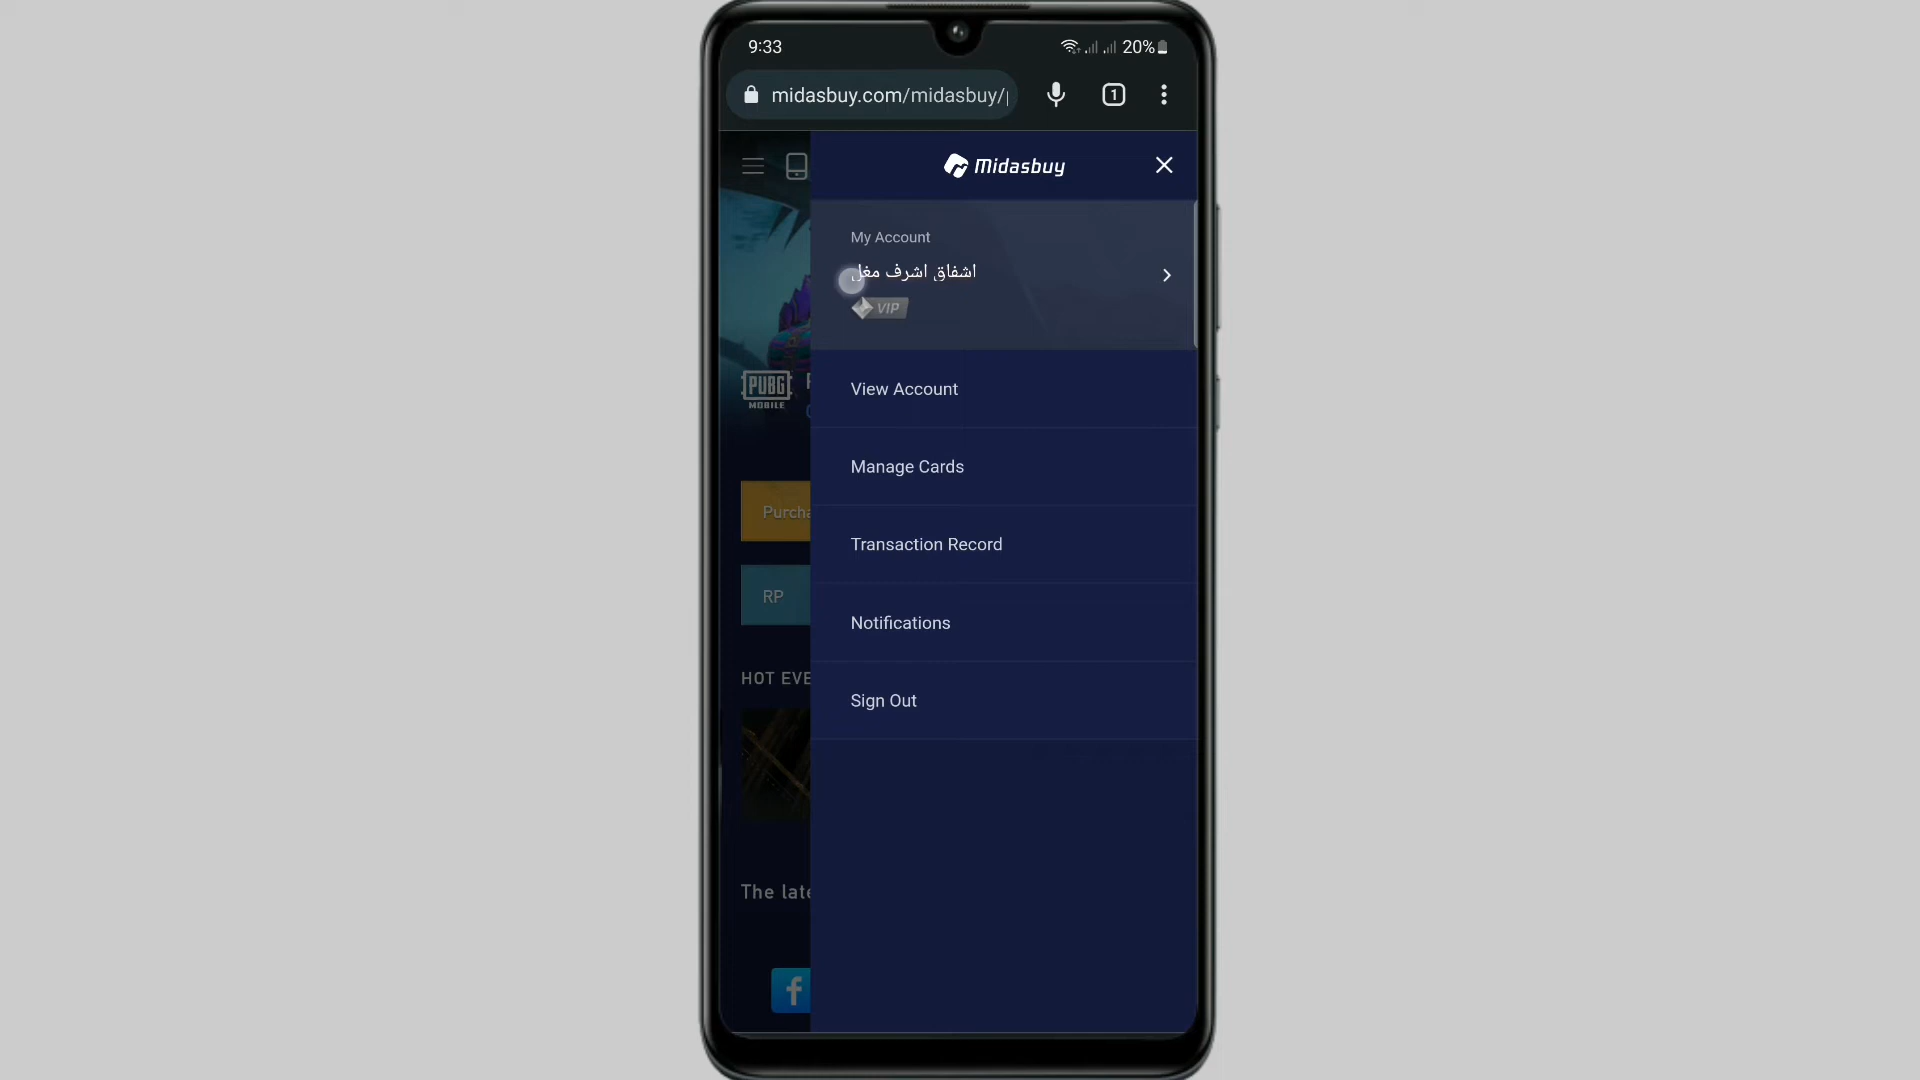 9:33
20%
midasbuy.com/midasbuy/
1
Midasbuy
My Account
اشفاق اشرف مغل
VIP
View Account
PUBG
MOBILE
Manage Cards
Transaction Record
RP
Notifications
HOT EVE
Sign Out
The late